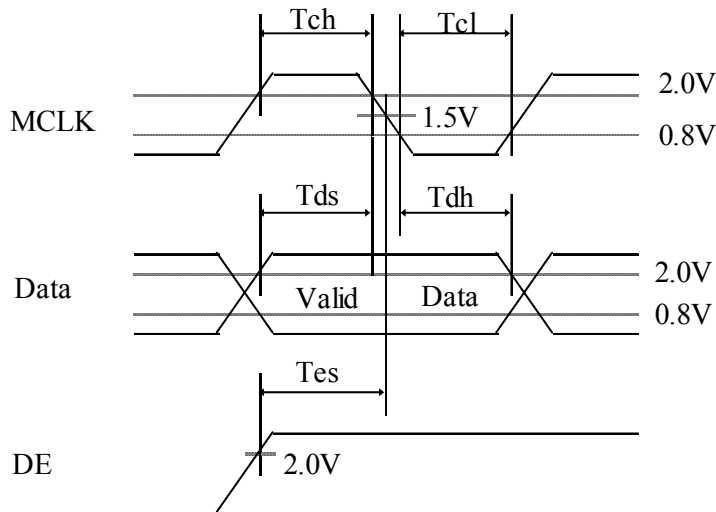 Tch
Tcl
2.0V
MCLK
1.5V
0.8V
Tds
Tdh
2.0V
Data
Valid
Data
0.8V
Tes
DE
2.0V